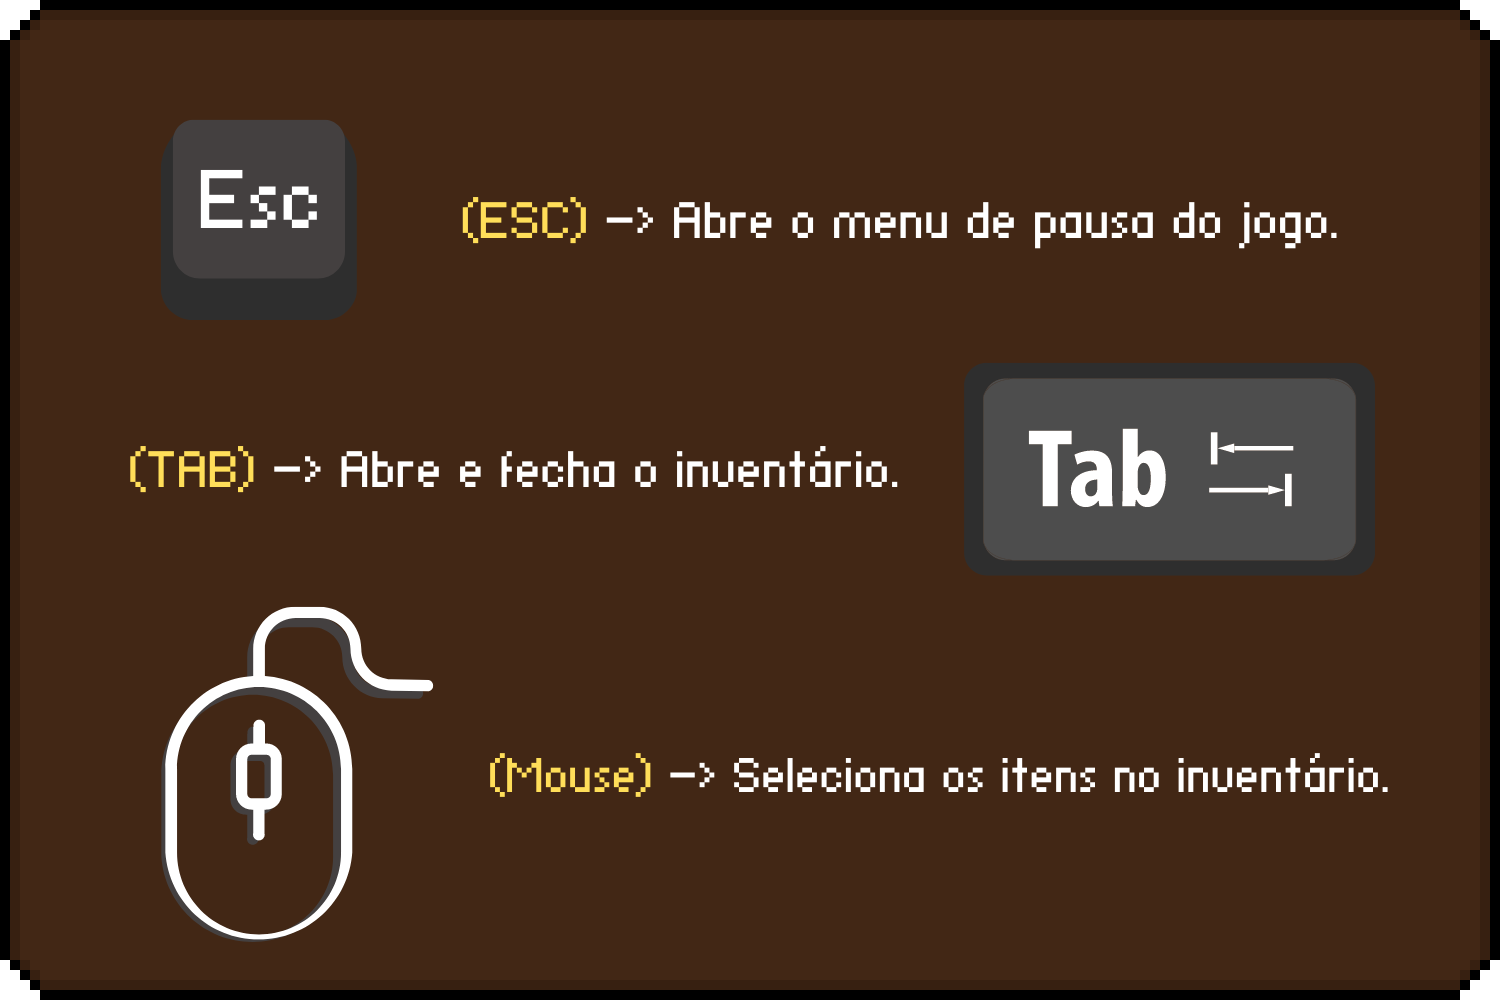 Esc
(ESC) -> Abre o menu de pausa do jogo.
(TAB) -> Abre e fecha o inventário.
Tab
(Mouse) -> Seleciona os itens no inventário.